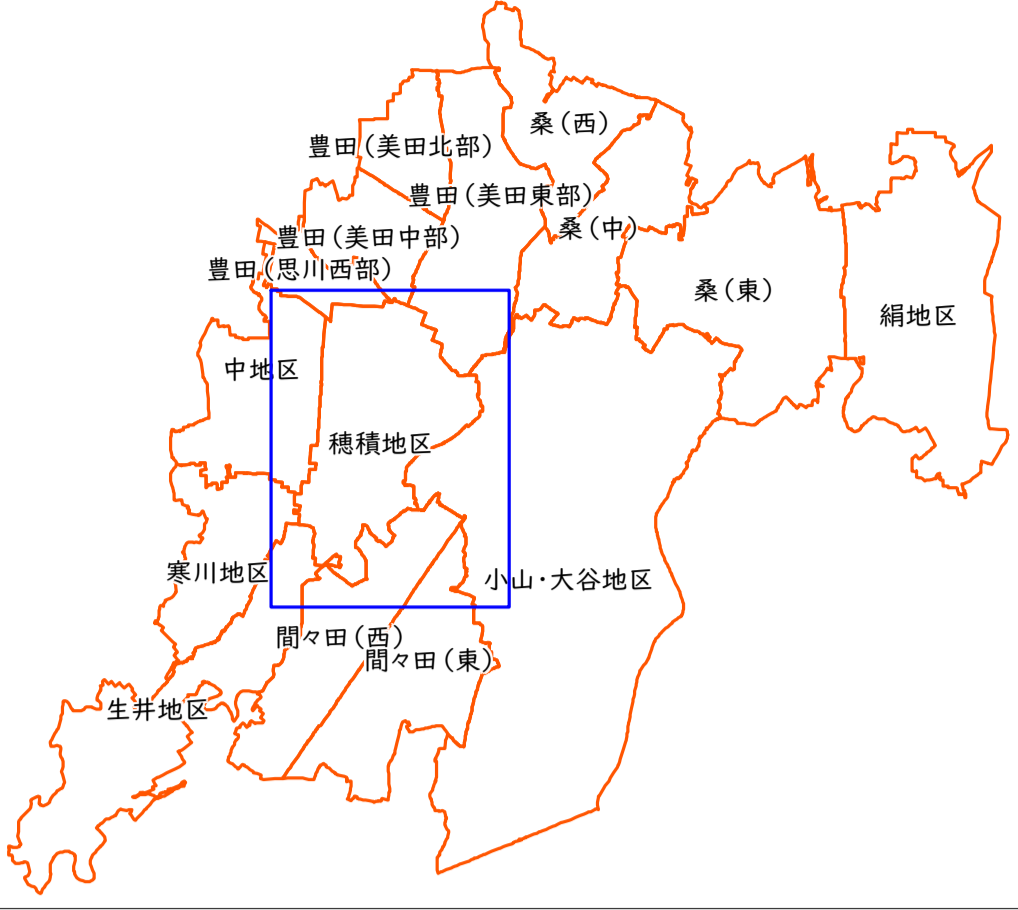 桑(西)
豊田(美田北部)
豊田(美田東部)
桑(中)
豊田(美田中部)
豊田(思川西部)
桑(東)
絹地区
中地区
穂積地区
寒川地区
小山･大谷地区
間々田(西)
間々田(東)
生井地区